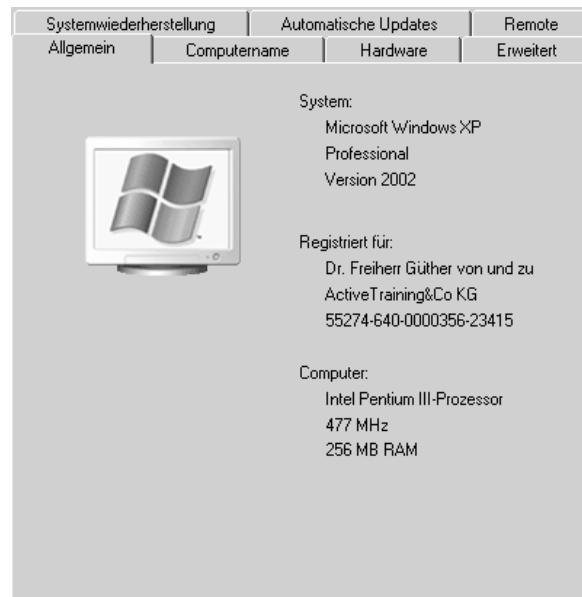 Systemwiederherstellung Automatische Updates Remote
Allgemein Computername Hardware Erweitert
System:
Microsoft Windows XP
Professional
Version 2002
Registriert für:
Dr. Freiherr Güther von und zu
ActiveTraining&Co KG
55274-640-0000356-23415
Computer:
Intel Pentium III-Prozessor
477 MHz
256 MB RAM